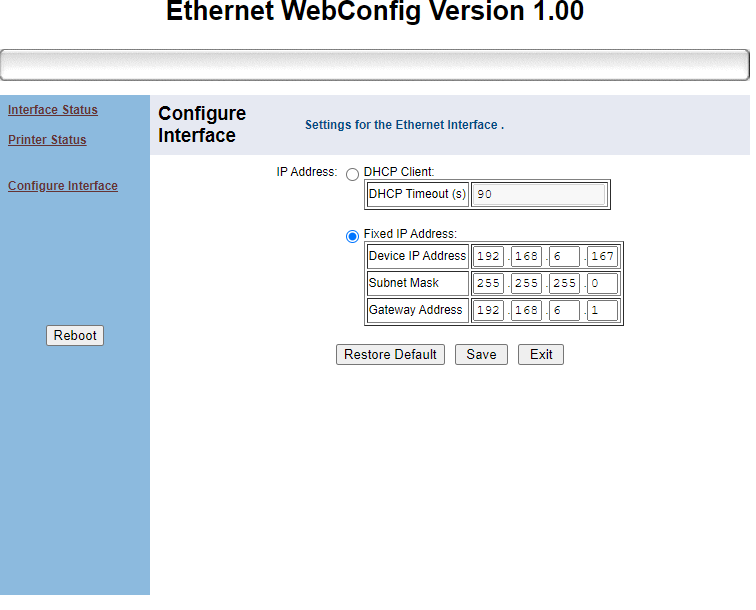 Ethernet WebConfig Version 1.00
Interface Status
Printer Status
Configure Interface
Reboot
Configure
Interface
Settings for the Ethernet Interface .
IP Address: DHCP Client:
DHCP Timeout (s) 90
Fixed IP Address:
Device IP Address 192 . 168 . 6 . 167
Subnet Mask 255 . 255 . 255 . 0
Gateway Address 192 . 168 . 6 . 1
Restore Default Save Exit